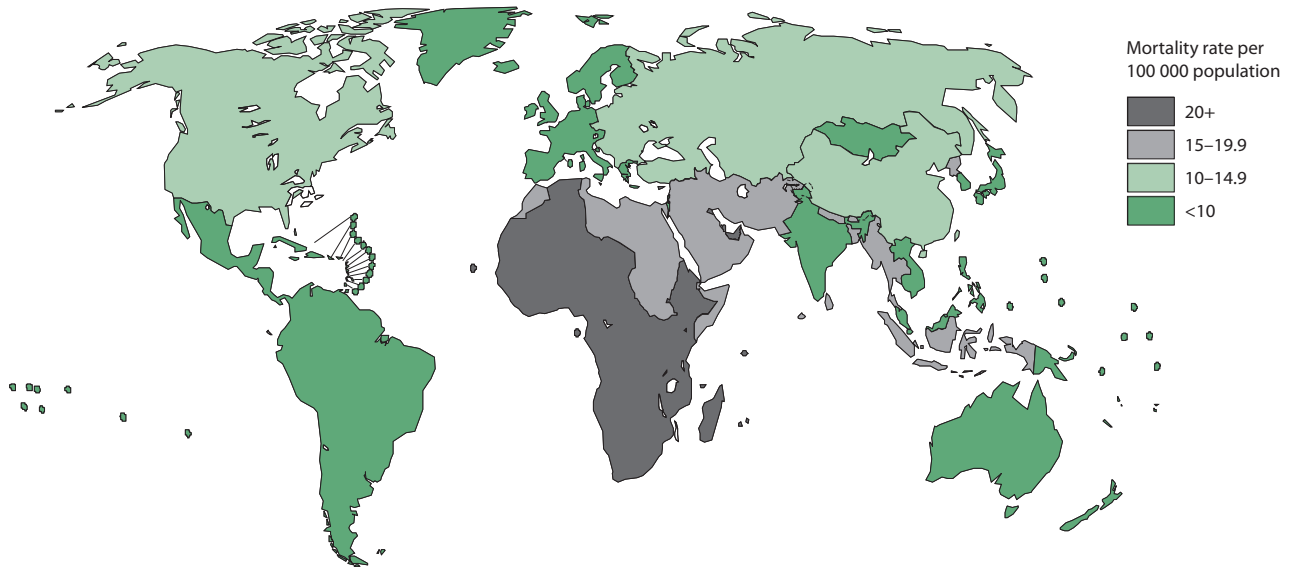 Mortality rate per
100 000 population
20+
15–19.9
10–14.9
<10